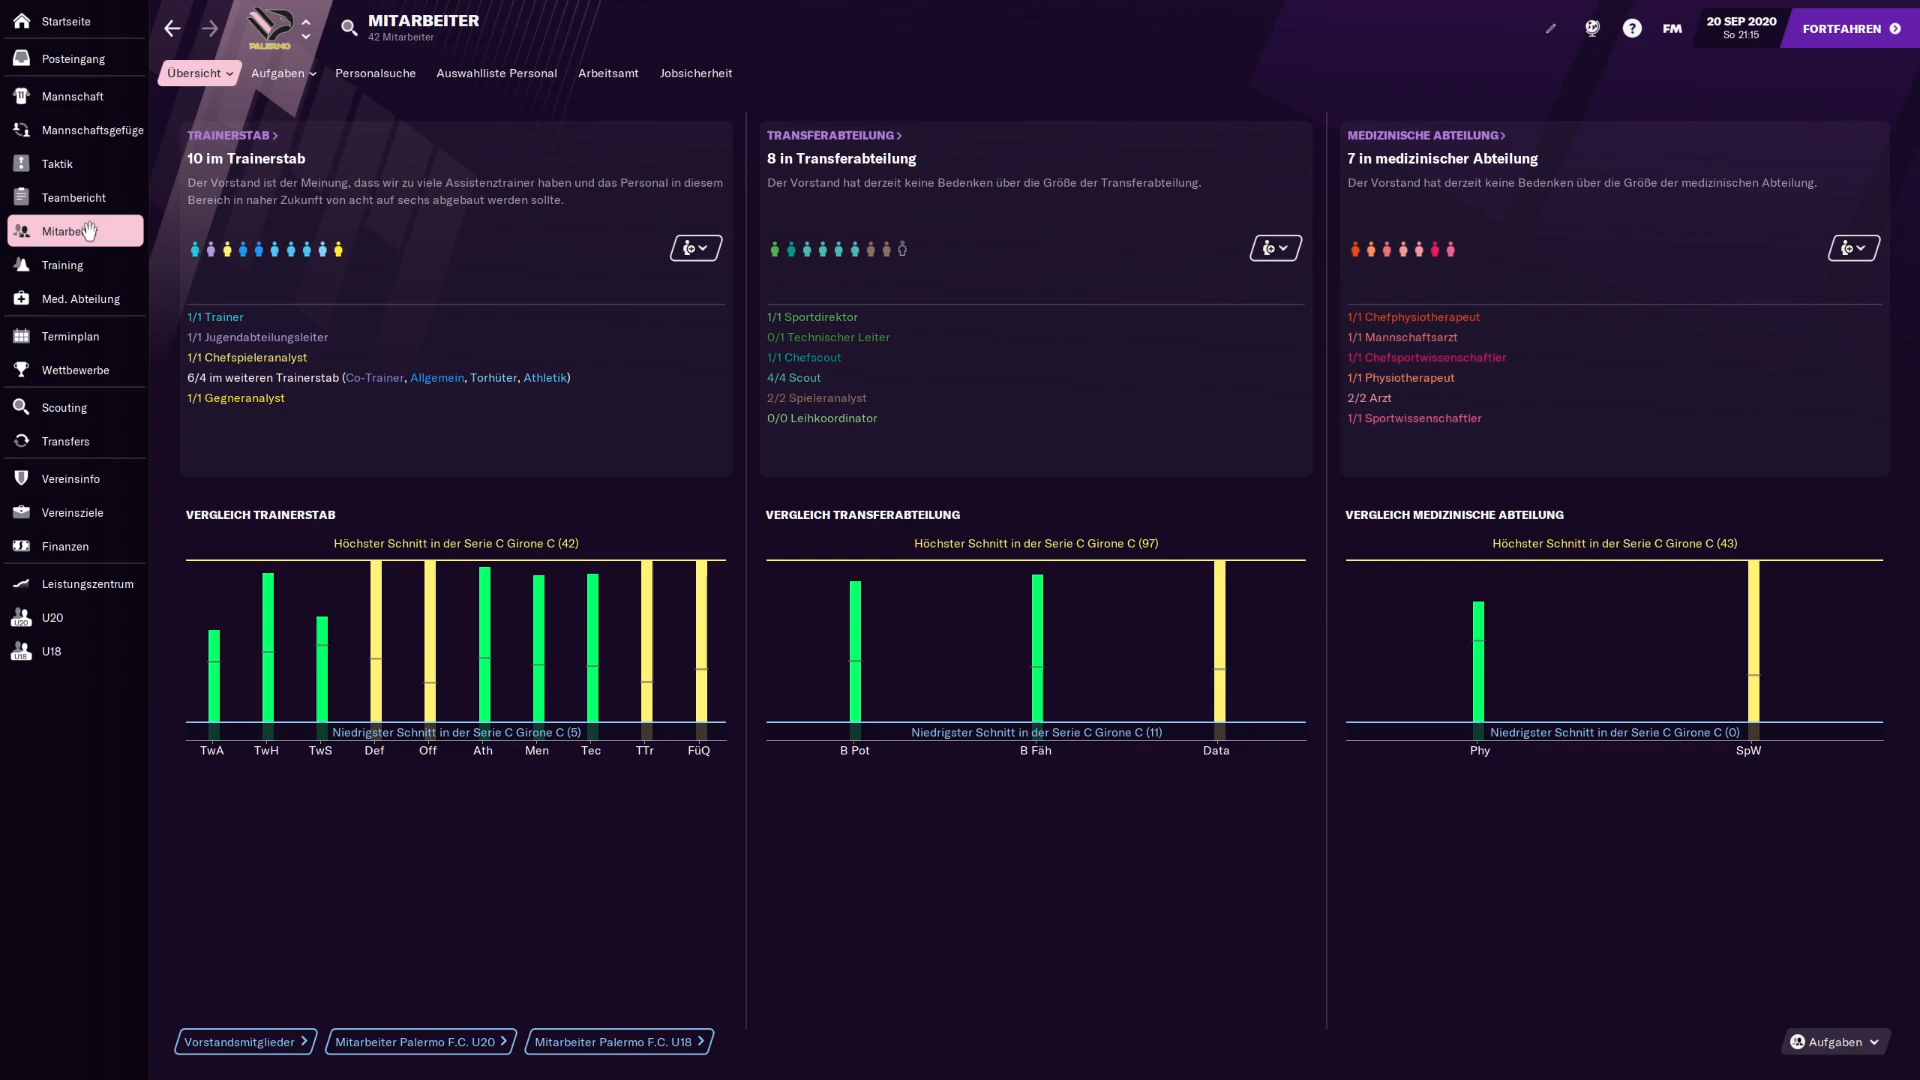 Startseite
Posteingang
Mannschaft
Mannschaftsgefüge
Taktik
Teambericht
Training
Med. Abteilung
Terminplan
Wettbewerbe
Scouting
Transfers
Vereinsinfo
Vereinsziele
Finanzen
Leistungszentrum
U20
U20
U18
U18
PALERMO
MITARBEITER
42 Mitarbeiter
?
FM
20 SEP 2020
So 21:15
FORTFAHREN
Übersicht
Aufgaben
Personalsuche
Auswahlliste Personal
Arbeitsamt
Jobsicherheit
TRAINERSTAB >
10 im Trainerstab
Der Vorstand ist der Meinung, dass wir zu viele Assistenztrainer haben und das Personal in diesem
Bereich in naher Zukunft von acht auf sechs abgebaut werden sollte.
1/1 Trainer
1/1 Jugendabteilungsleiter
1/1 Chefspieleranalyst
6/4 im weiteren Trainerstab (Co-Trainer, Allgemein, Torhüter, Athletik)
1/1 Gegneranalyst
TRANSFERABTEILUNG >
8 in Transferabteilung
Der Vorstand hat derzeit keine Bedenken über die Größe der Transferabteilung.
1/1 Sportdirektor
0/1 Technischer Leiter
1/1 Chefscout
4/4 Scout
2/2 Spieleranalyst
0/0 Leihkoordinator
MEDIZINISCHE ABTEILUNG >
7 in medizinischer Abteilung
Der Vorstand hat derzeit keine Bedenken über die Größe der medizinischen Abteilung.
1/1 Chefphysiotherapeut
1/1 Mannschaftsarzt
1/1 Chefsportwissenschaftler
1/1 Physiotherapeut
2/2 Arzt
1/1 Sportwissenschaftler
VERGLEICH TRAINERSTAB
Höchster Schnitt in der Serie C Girone C (42)
Niedrigster Schnitt in der Serie C Girone C (5)
TwA TwH TwS Def Off Ath Men Tec TTr FüQ
VERGLEICH TRANSFERABTEILUNG
Höchster Schnitt in der Serie C Girone C (97)
Niedrigster Schnitt in der Serie C Girone C (11)
B Pot B Fäh Data
VERGLEICH MEDIZINISCHE ABTEILUNG
Höchster Schnitt in der Serie C Girone C (43)
Niedrigster Schnitt in der Serie C Girone C (0)
Phy SpW
Vorstandsmitglieder >
Mitarbeiter Palermo F.C. U20 >
Mitarbeiter Palermo F.C. U18 >
Aufgaben